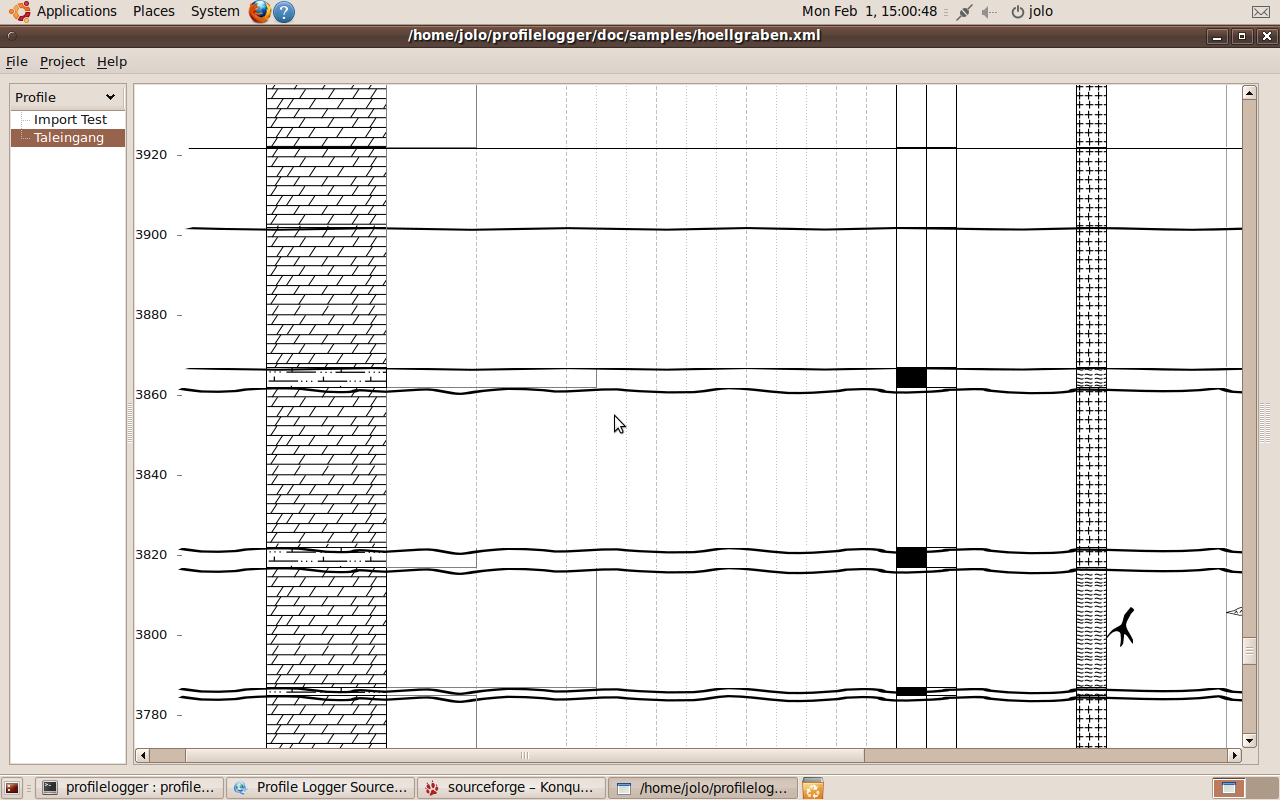 Applications Places System ? Mon Feb 1, 15:00:48 jolo
/home/jolo/profilelogger/doc/samples/hoellgraben.xml
File Project Help
Profile
Import Test
Taleingang
3920
3900
3880
3860
3840
3820
3800
3780
profilelogger : profile... Profile Logger Source... sourceforge – Konqu... /home/jolo/profilelog...